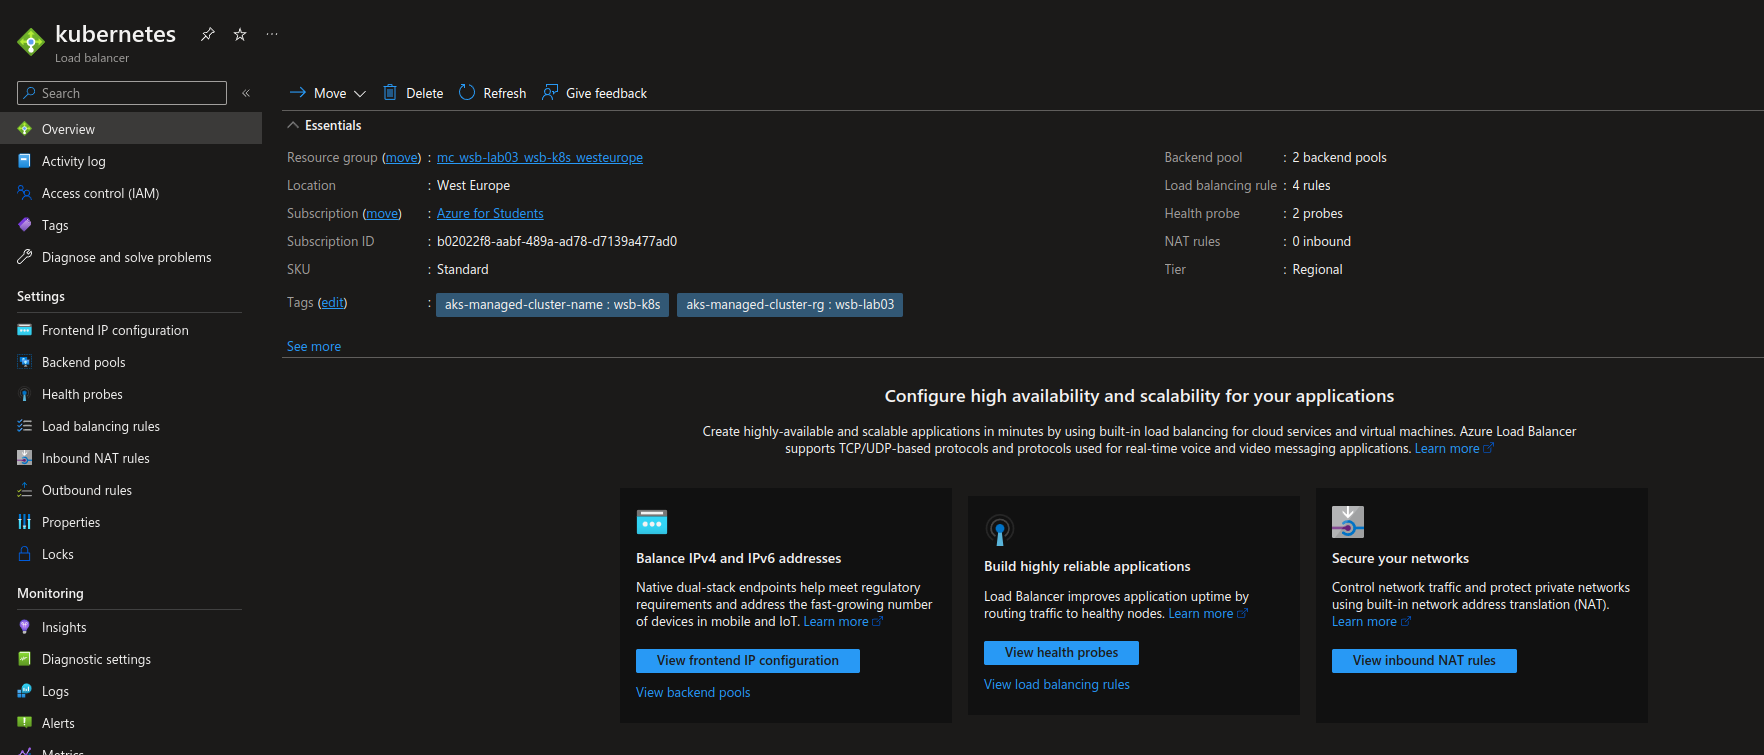 kubernetes
Load balancer
Search
«
Overview
Activity log
Access control (IAM)
Tags
Diagnose and solve problems
Settings
Frontend IP configuration
Backend pools
Health probes
Load balancing rules
Inbound NAT rules
Outbound rules
Properties
Locks
Monitoring
Insights
Diagnostic settings
Logs
Alerts
Metrics
Move
Delete
Refresh
Give feedback
Essentials
Resource group (move) : mc_wsb-lab03_wsb-k8s_westeurope
Location : West Europe
Subscription (move) : Azure for Students
Subscription ID : b02022f8-aabf-489a-ad78-d7139a477ad0
SKU : Standard
Tags (edit) : aks-managed-cluster-name : wsb-k8s aks-managed-cluster-rg : wsb-lab03
See more
Backend pool : 2 backend pools
Load balancing rule : 4 rules
Health probe : 2 probes
NAT rules : 0 inbound
Tier : Regional
Configure high availability and scalability for your applications
Create highly-available and scalable applications in minutes by using built-in load balancing for cloud services and virtual machines. Azure Load Balancer
supports TCP/UDP-based protocols and protocols used for real-time voice and video messaging applications. Learn more
Balance IPv4 and IPv6 addresses
Native dual-stack endpoints help meet regulatory
requirements and address the fast-growing number
of devices in mobile and IoT. Learn more
View frontend IP configuration
View backend pools
Build highly reliable applications
Load Balancer improves application uptime by
routing traffic to healthy nodes. Learn more
View health probes
View load balancing rules
Secure your networks
Control network traffic and protect private networks
using built-in network address translation (NAT).
Learn more
View inbound NAT rules